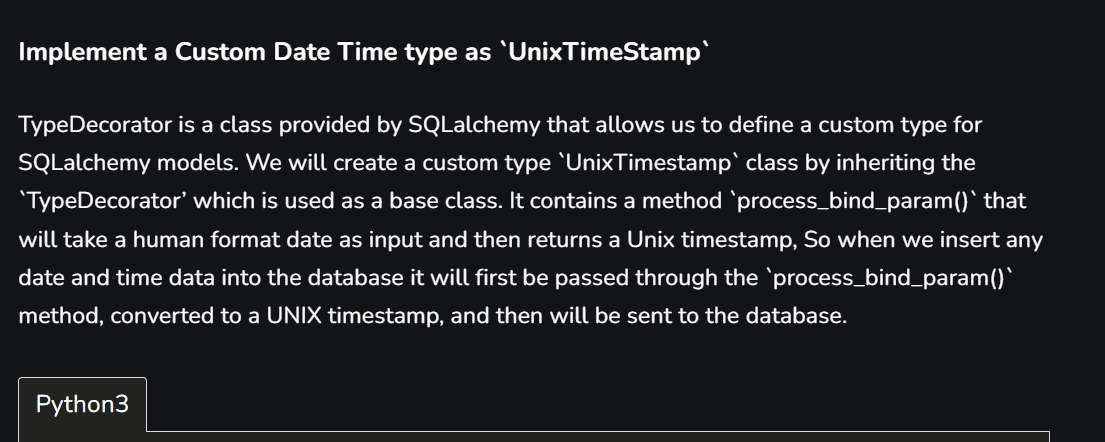 Implement a Custom Date Time type as `UnixTimeStamp`
TypeDecorator is a class provided by SQLalchemy that allows us to define a custom type for
SQLalchemy models. We will create a custom type `UnixTimestamp` class by inheriting the
`TypeDecorator’ which is used as a base class. It contains a method `process_bind_param()` that
will take a human format date as input and then returns a Unix timestamp, So when we insert any
date and time data into the database it will first be passed through the `process_bind_param()`
method, converted to a UNIX timestamp, and then will be sent to the database.
Python3